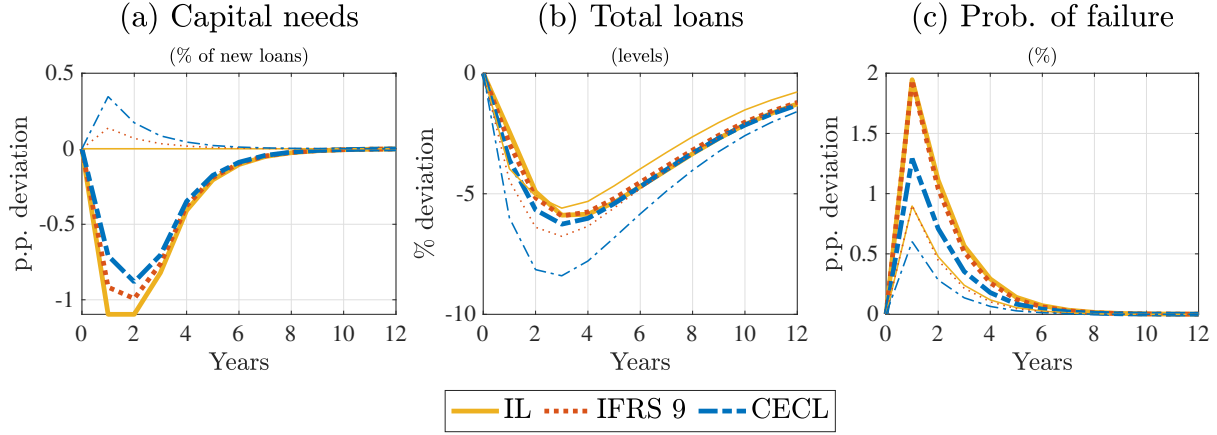 (a) Capital needs
(% of new loans)
0.5
0
-0.5
-1
p.p. deviation
0 2 4 6 8 10 12
Years
(b) Total loans
(levels)
0
-5
-10
% deviation
0 2 4 6 8 10 12
Years
(c) Prob. of failure
(%)
2
1.5
1
0.5
0
p.p. deviation
0 2 4 6 8 10 12
Years
IL IFRS 9 CECL